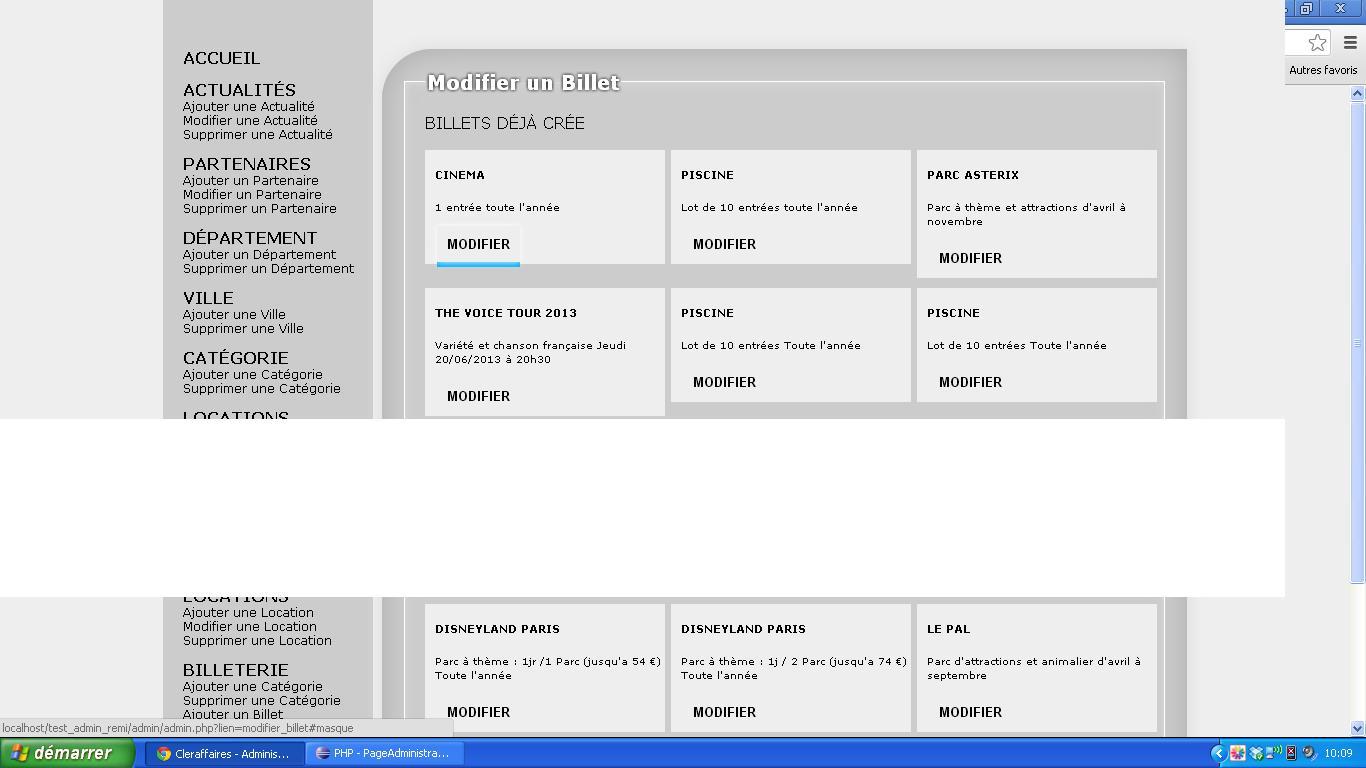 ACCUEIL
ACTUALITÉS
Ajouter une Actualité
Modifier une Actualité
Supprimer une Actualité
PARTENAIRES
Ajouter un Partenaire
Modifier un Partenaire
Supprimer un Partenaire
DÉPARTEMENT
Ajouter un Département
Supprimer un Département
VILLE
Ajouter une Ville
Supprimer une Ville
CATÉGORIE
Ajouter une Catégorie
Supprimer une Catégorie
LOCATIONS
LOCATIONS
Ajouter une Location
Modifier une Location
Supprimer une Location
BILLETERIE
Ajouter une Catégorie
Supprimer une Catégorie
Ajouter un Billet
Modifier un Billet
BILLETS DÉJÀ CRÉE
CINEMA
1 entrée toute l'année
MODIFIER
PISCINE
Lot de 10 entrées toute l'année
MODIFIER
PARC ASTERIX
Parc à thème et attractions d'avril à
novembre
MODIFIER
THE VOICE TOUR 2013
Variété et chanson française Jeudi
20/06/2013 à 20h30
MODIFIER
PISCINE
Lot de 10 entrées Toute l'année
MODIFIER
PISCINE
Lot de 10 entrées Toute l'année
MODIFIER
DISNEYLAND PARIS
Parc à thème : 1jr /1 Parc (jusqu'a 54 €)
Toute l'année
MODIFIER
DISNEYLAND PARIS
Parc à thème : 1j / 2 Parc (jusqu'a 74 €)
Toute l'année
MODIFIER
LE PAL
Parc d'attractions et animalier d'avril à
septembre
MODIFIER
Autres favoris
localhost/test_admin_remi/admin/admin.php?lien=modifier_billet#masque
démarrer
Cleraffaires - Adminis...
PHP - PageAdministra...
10:09